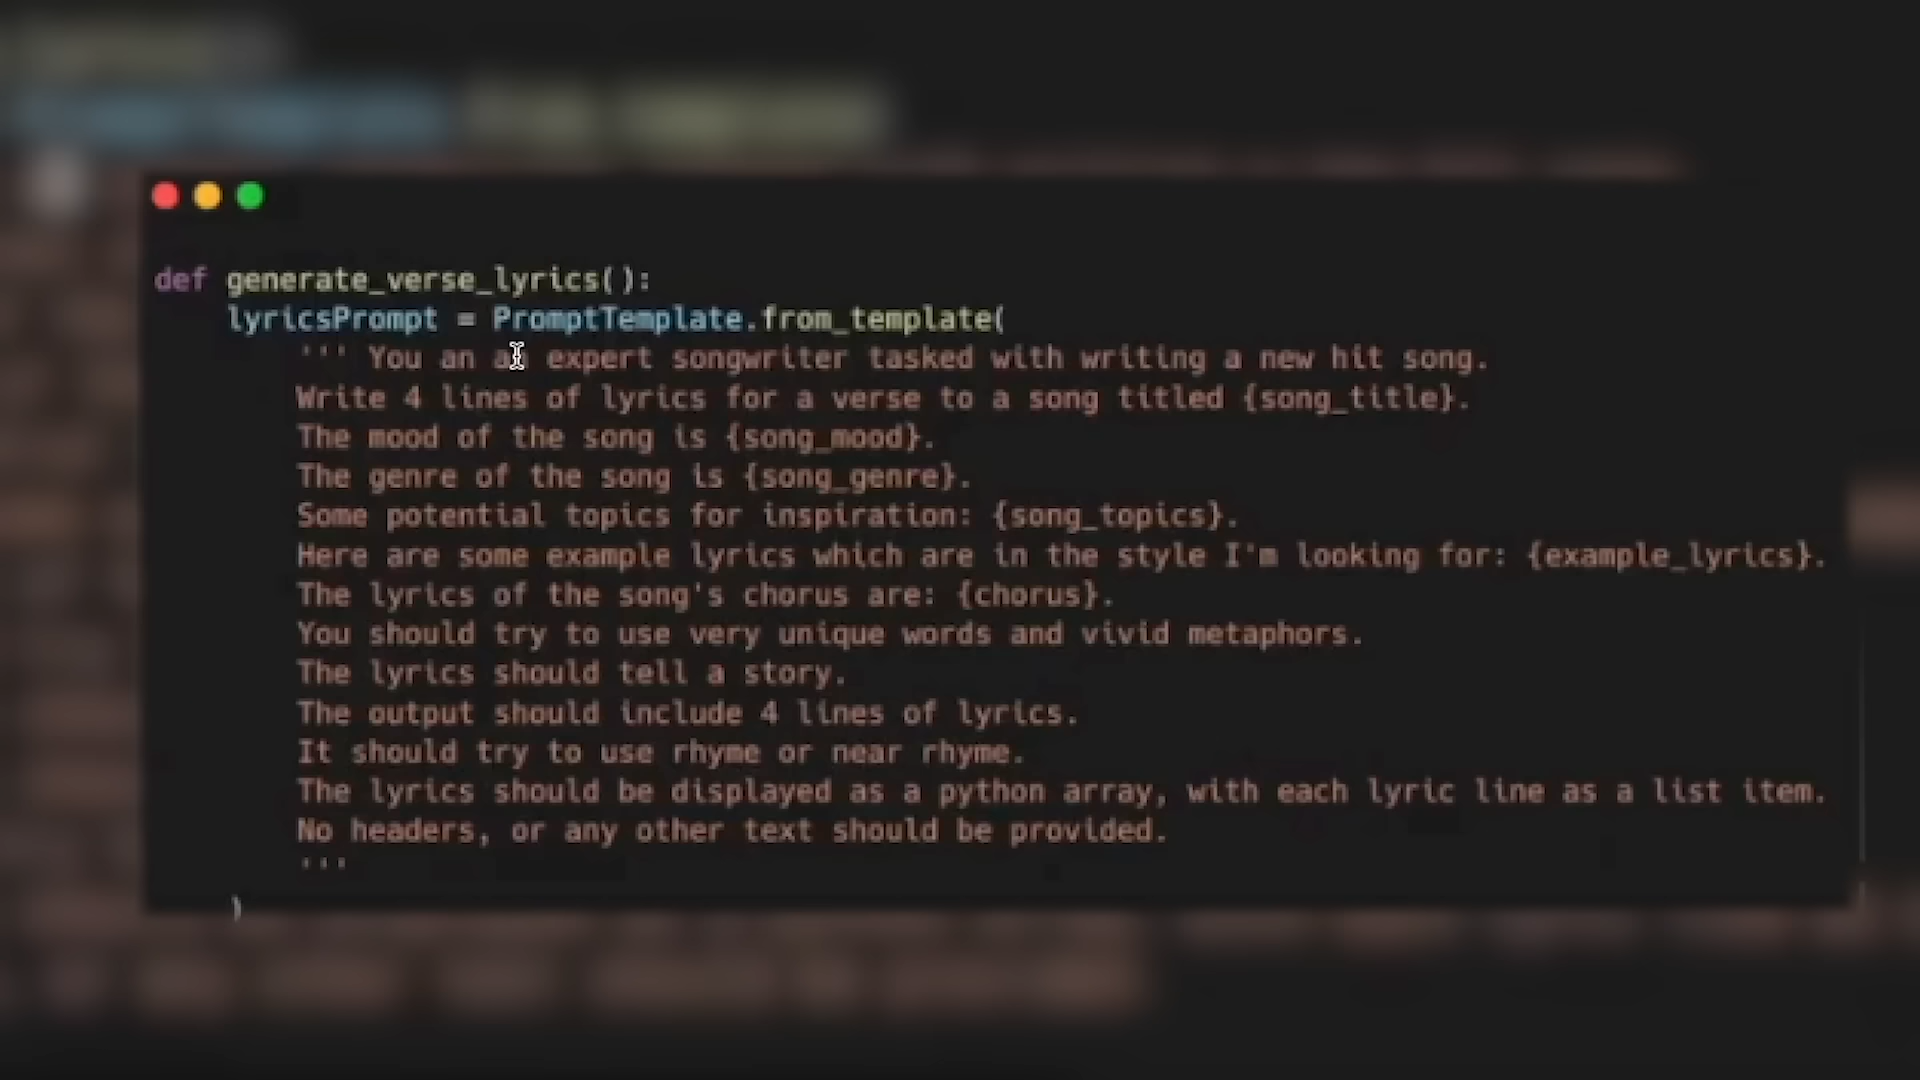 def generate_verse_lyrics():
lyricsPrompt = PromptTemplate.from_template(
''' You an an expert songwriter tasked with writing a new hit song.
Write 4 lines of lyrics for a verse to a song titled {song_title}.
The mood of the song is {song_mood}.
The genre of the song is {song_genre}.
Some potential topics for inspiration: {song_topics}.
Here are some example lyrics which are in the style I'm looking for: {example_lyrics}.
The lyrics of the song's chorus are: {chorus}.
You should try to use very unique words and vivid metaphors.
The lyrics should tell a story.
The output should include 4 lines of lyrics.
It should try to use rhyme or near rhyme.
The lyrics should be displayed as a python array, with each lyric line as a list item.
No headers, or any other text should be provided.
'''
)